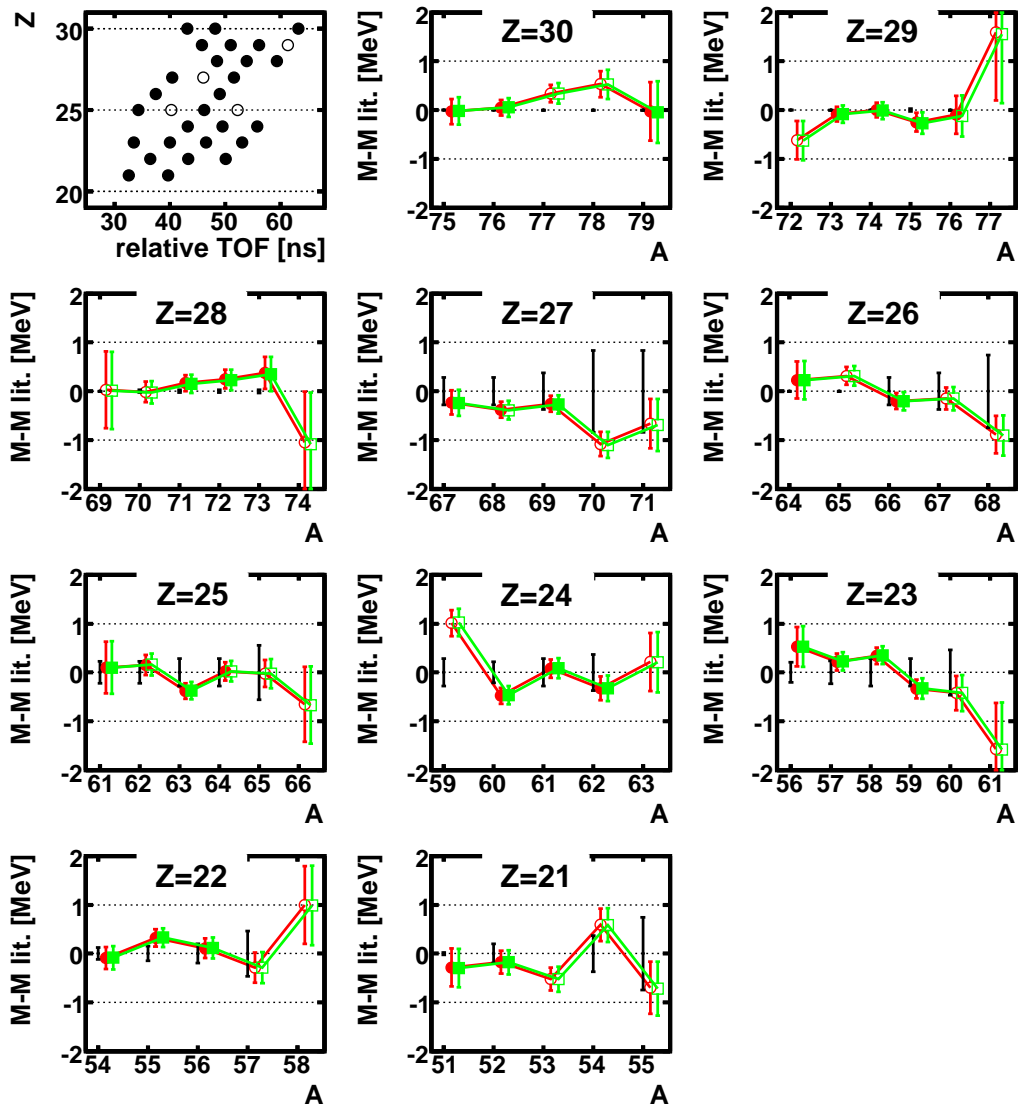 Z
30
25
20
30 40 50 60
relative TOF [ns]
M-M lit. [MeV]
Z=30
2
1
0
-1
-2
75 76 77 78 79
A
M-M lit. [MeV]
Z=29
2
1
0
-1
-2
72 73 74 75 76 77
A
M-M lit. [MeV]
Z=28
2
1
0
-1
-2
69 70 71 72 73 74
A
M-M lit. [MeV]
Z=27
2
1
0
-1
-2
67 68 69 70 71
A
M-M lit. [MeV]
Z=26
2
1
0
-1
-2
64 65 66 67 68
A
M-M lit. [MeV]
Z=25
2
1
0
-1
-2
61 62 63 64 65 66
A
M-M lit. [MeV]
Z=24
2
1
0
-1
-2
59 60 61 62 63
A
M-M lit. [MeV]
Z=23
2
1
0
-1
-2
56 57 58 59 60 61
A
M-M lit. [MeV]
Z=22
2
1
0
-1
-2
54 55 56 57 58
A
M-M lit. [MeV]
Z=21
2
1
0
-1
-2
51 52 53 54 55
A